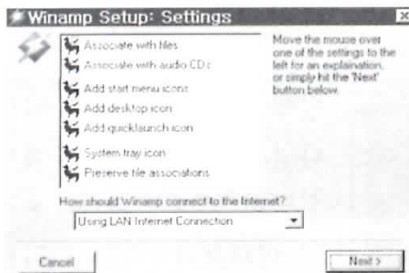 Winamp Setup: Settings
Associate with files
Associate with audio CDs
Add start menu icons
Add desktop icon
Add quicklaunch icon
System tray icon
Preserve file associations
Move the mouse over
one of the settings to the
left for an explaination,
or simply hit the 'Next'
button below.
How should Winamp connect to the Internet?
Using LAN Internet Connection
Cancel
Next >